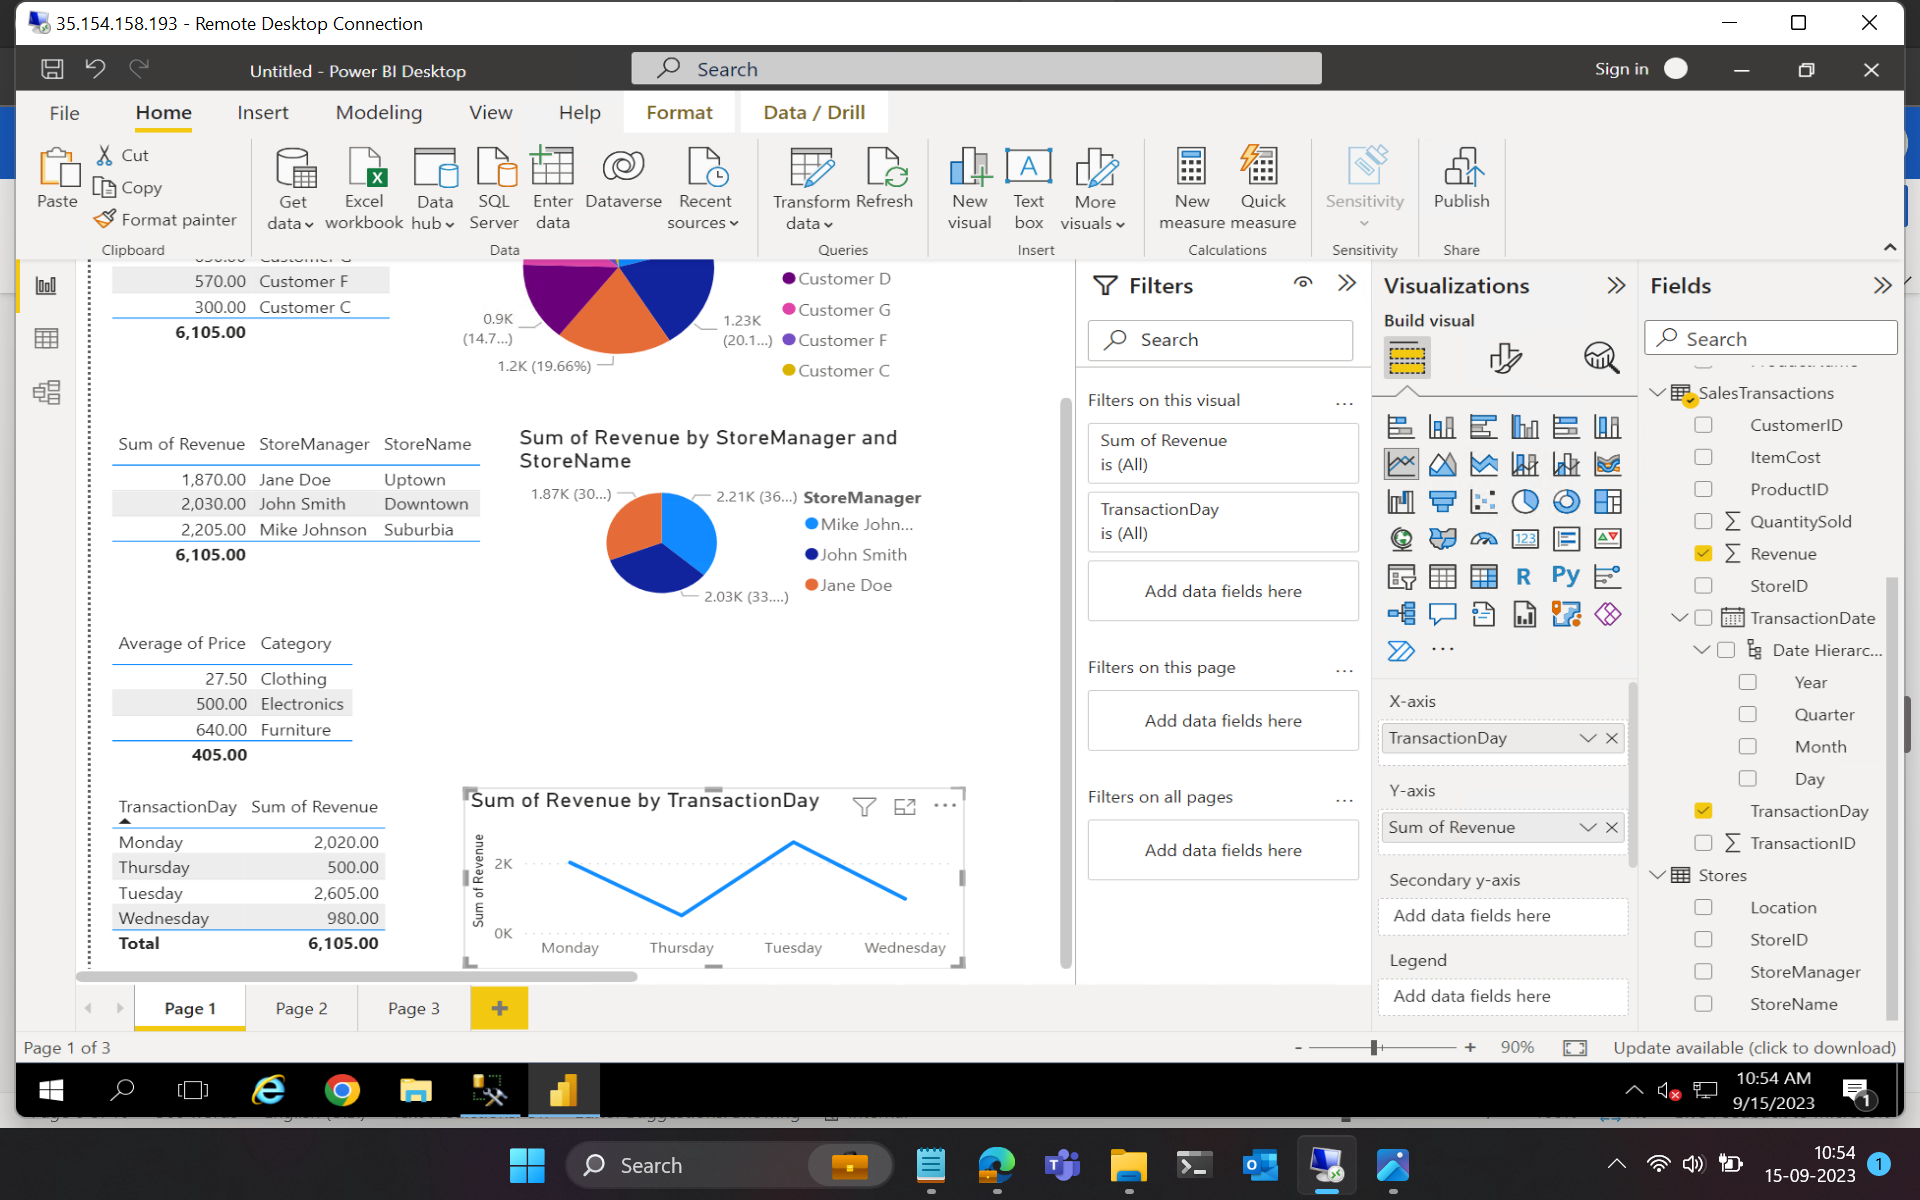 35.154.158.193 - Remote Desktop Connection
Untitled - Power BI Desktop
Search
Sign in
File
Home
Insert
Modeling
View
Help
Format
Data / Drill
Paste
Cut
Copy
Format painter
Clipboard
Get data
Excel workbook
Data hub
SQL Server
Enter data
Dataverse
Recent sources
Data
Transform data
Refresh
Queries
New visual
Text box
More visuals
Insert
New measure
Quick measure
Calculations
Sensitivity
Sensitivity
Publish
Share
570.00 Customer F
300.00 Customer C
6,105.00
0.9K (14.7...)
1.2K (19.66%)
1.23K (20.1...)
Customer D
Customer G
Customer F
Customer C
Sum of Revenue StoreManager StoreName
1,870.00 Jane Doe Uptown
2,030.00 John Smith Downtown
2,205.00 Mike Johnson Suburbia
6,105.00
Sum of Revenue by StoreManager and
StoreName
1.87K (30...)
2.21K (36...)
2.03K (33....)
StoreManager
Mike John...
John Smith
Jane Doe
Average of Price Category
27.50 Clothing
500.00 Electronics
640.00 Furniture
405.00
TransactionDay Sum of Revenue
Monday 2,020.00
Thursday 500.00
Tuesday 2,605.00
Wednesday 980.00
Total 6,105.00
Sum of Revenue by TransactionDay
Sum of Revenue
2K
0K
Monday Thursday Tuesday Wednesday
Filters
Search
Filters on this visual
...
Sum of Revenue
is (All)
TransactionDay
is (All)
Add data fields here
Filters on this page
...
Add data fields here
Filters on all pages
...
Add data fields here
Visualizations
Build visual
123
R
Py
...
X-axis
TransactionDay
Y-axis
Sum of Revenue
Secondary y-axis
Add data fields here
Legend
Add data fields here
Fields
Search
SalesTransactions
CustomerID
ItemCost
ProductID
QuantitySold
Revenue
StoreID
TransactionDate
Date Hierarc...
Year
Quarter
Month
Day
TransactionDay
TransactionID
Stores
Location
StoreID
StoreManager
StoreName
Page 1
Page 2
Page 3
+
Page 1 of 3
- + 90%
Update available (click to download)
10:54 AM
9/15/2023
1
Search
10:54
15-09-2023
1